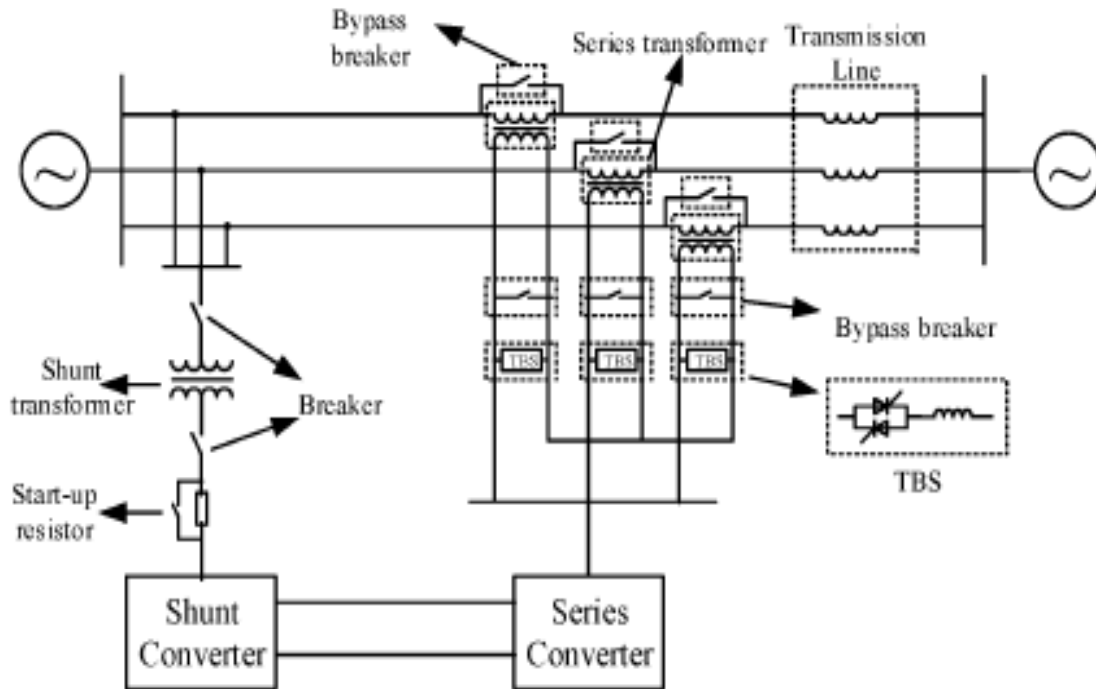 Bypass
breaker
Series transformer
Transmission
Line
Bypass breaker
TBS TBS TBS
Shunt
transformer
Breaker
TBS
Start-up
resistor
Shunt
Converter
Series
Converter